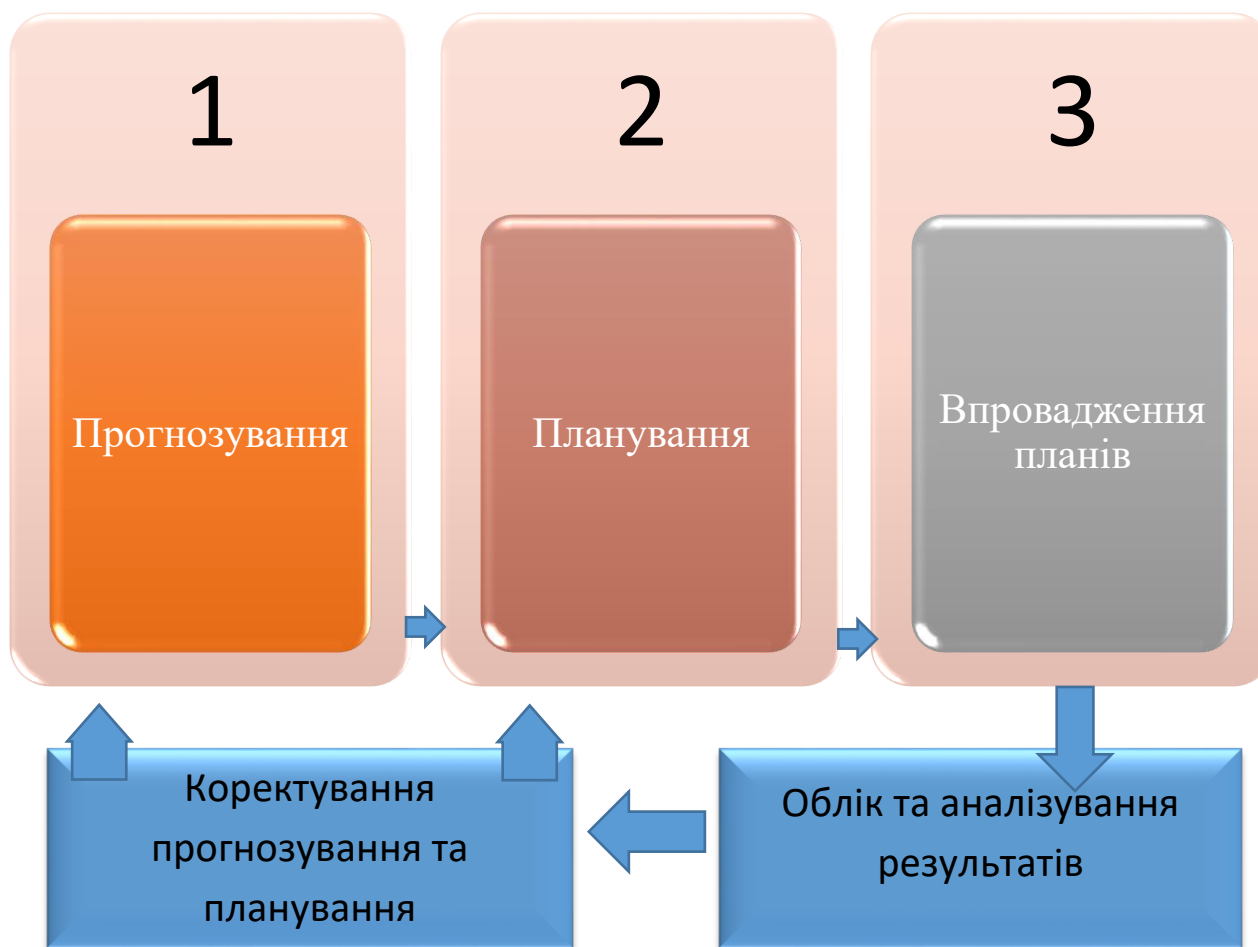 1
2
3
Прогнозування
Планування
Впровадження
планів
Коректування
прогнозування та
планування
Облік та аналізування
результатів